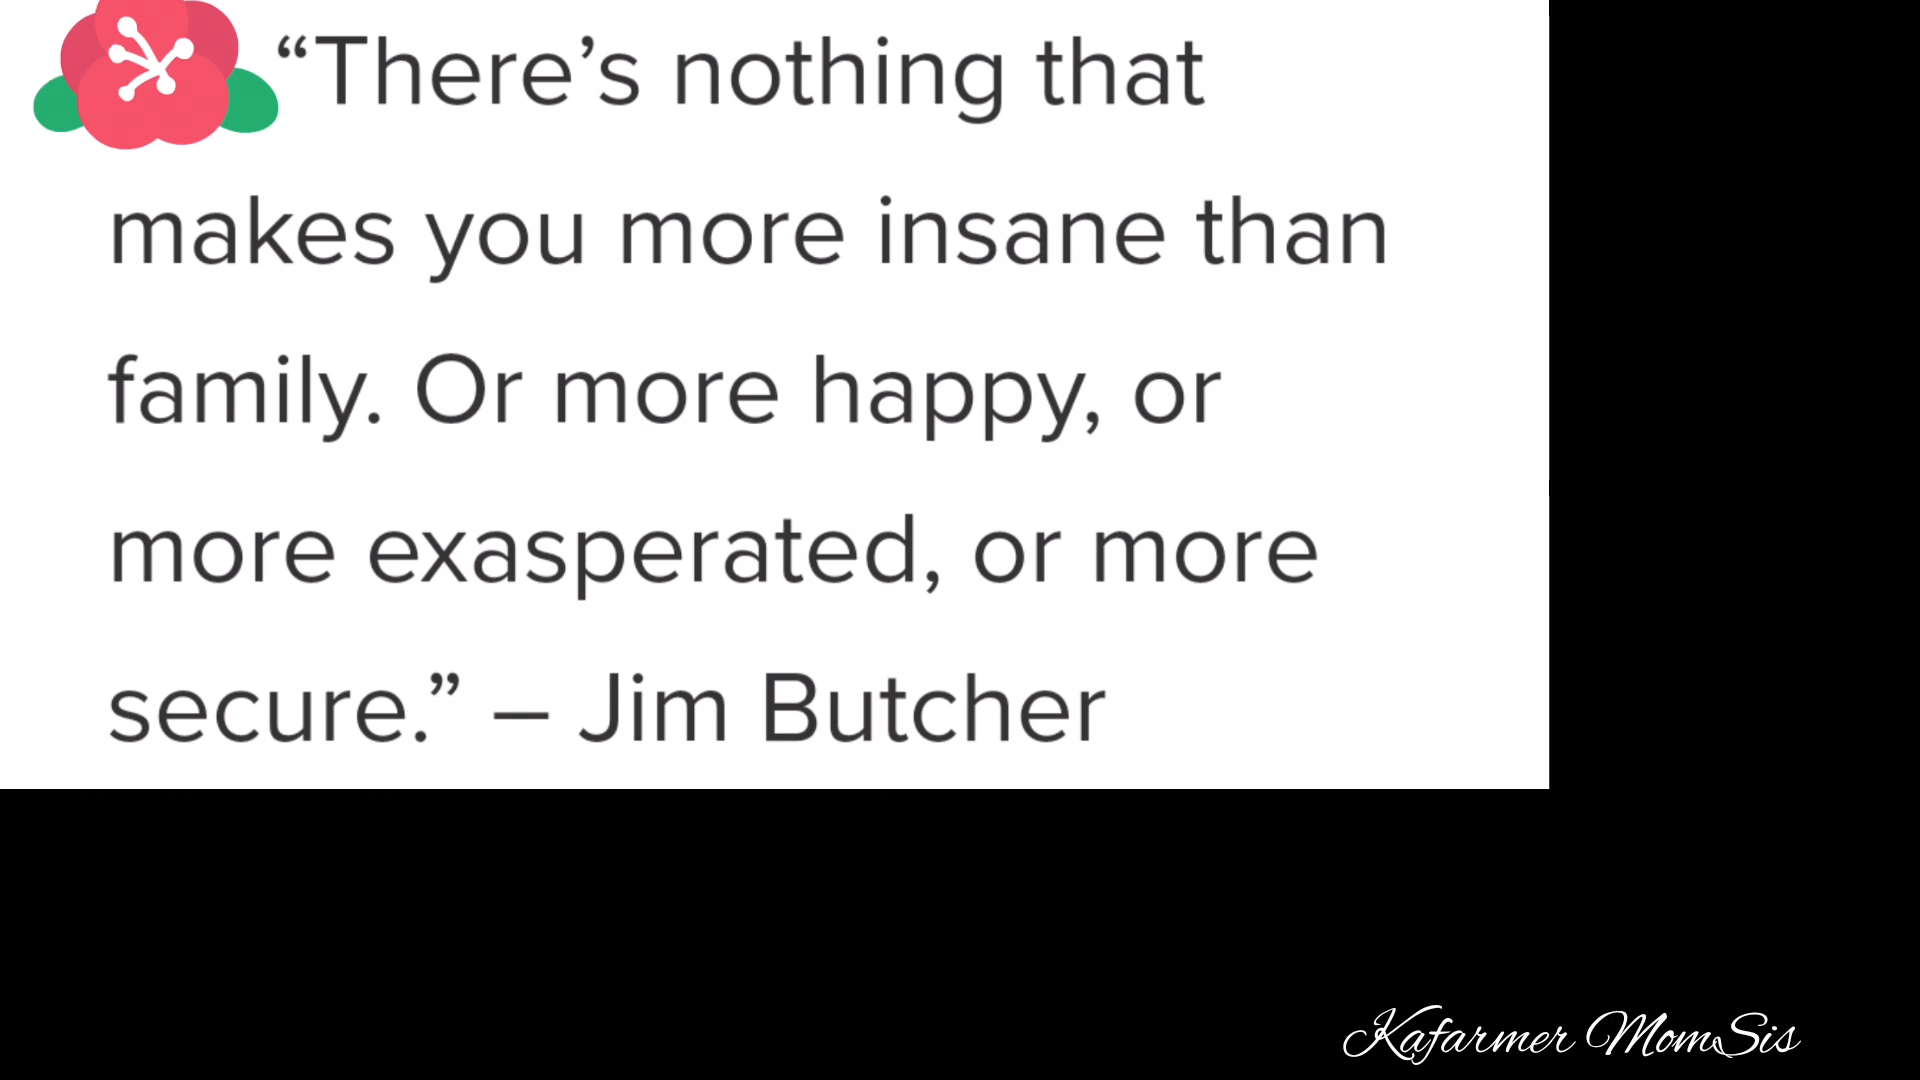 “There’s nothing that
makes you more insane than
family. Or more happy, or
more exasperated, or more
secure.” – Jim Butcher
Kafarmer MomSis